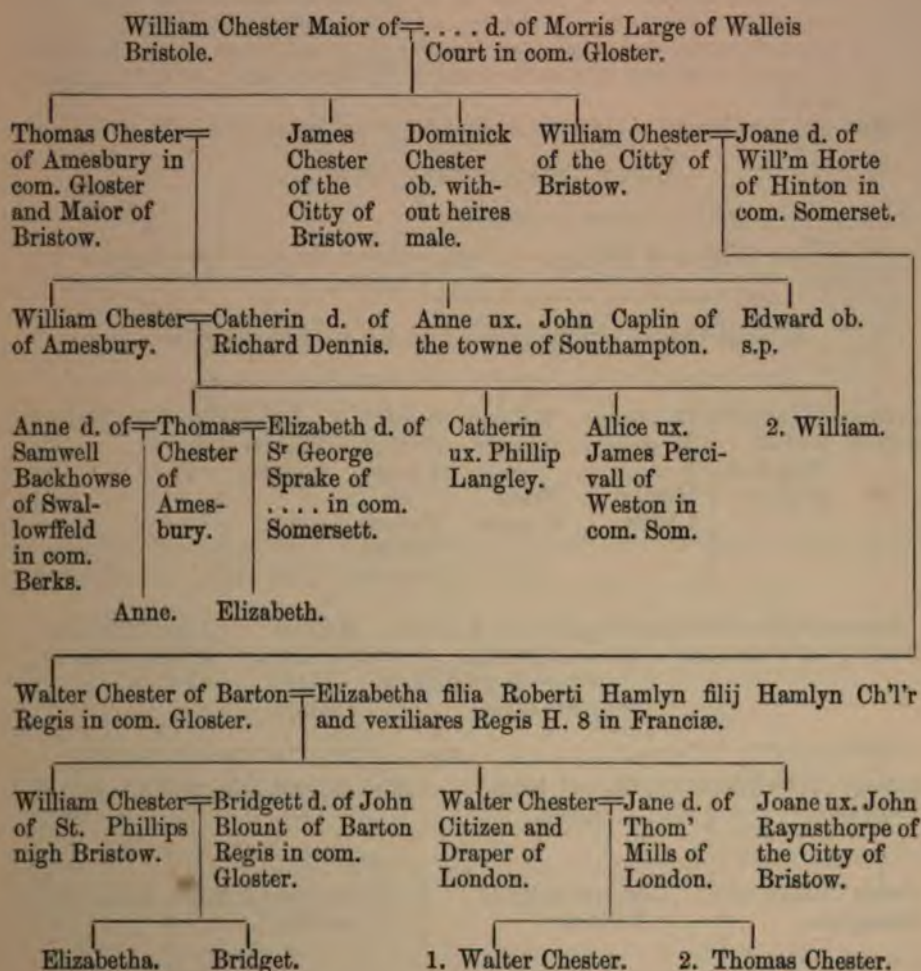 William Chester Maior of╤. . . . d. of Morris Large of Walleis
Bristole.
Court in com. Gloster.
Thomas Chester╤
of Amesbury in
com. Gloster
and Maior of
Bristow.
James
Chester
of the
Citty of
Bristow.
Dominick
Chester
ob. with-
out heires
male.
William Chester╤Joane d. of
of the Citty of
Bristow.
Will'm Horte
of Hinton in
com. Somerset.
William Chester╤Catherin d. of
of Amesbury.
Richard Dennis.
Anne ux. John Caplin of
the towne of Southampton.
Edward ob.
s.p.
Anne d. of
Samwell
Backhowse
of Swal-
lowffeld
in com.
Berks.
Thomas
Chester
of
Ames-
bury.
Elizabeth d. of
Sr George
Sprake of
. . . . in com.
Somersett.
Catherin
ux. Phillip
Langley.
Allice ux.
James Perci-
vall of
Weston in
com. Som.
2. William.
Anne.
Elizabeth.
Walter Chester of Barton╤Elizabetha filia Roberti Hamlyn filij Hamlyn Ch'l'r
Regis in com. Gloster.
and vexiliares Regis H. 8 in Franciæ.
William Chester
of St. Phillips
nigh Bristow.
Bridgett d. of John
Blount of Barton
Regis in com.
Gloster.
Walter Chester
Citizen and
Draper of
London.
Jane d. of
Thom'
Mills of
London.
Joane ux. John
Raynsthorpe of
the Citty of
Bristow.
Elizabetha.
Bridget.
1. Walter Chester.
2. Thomas Chester.